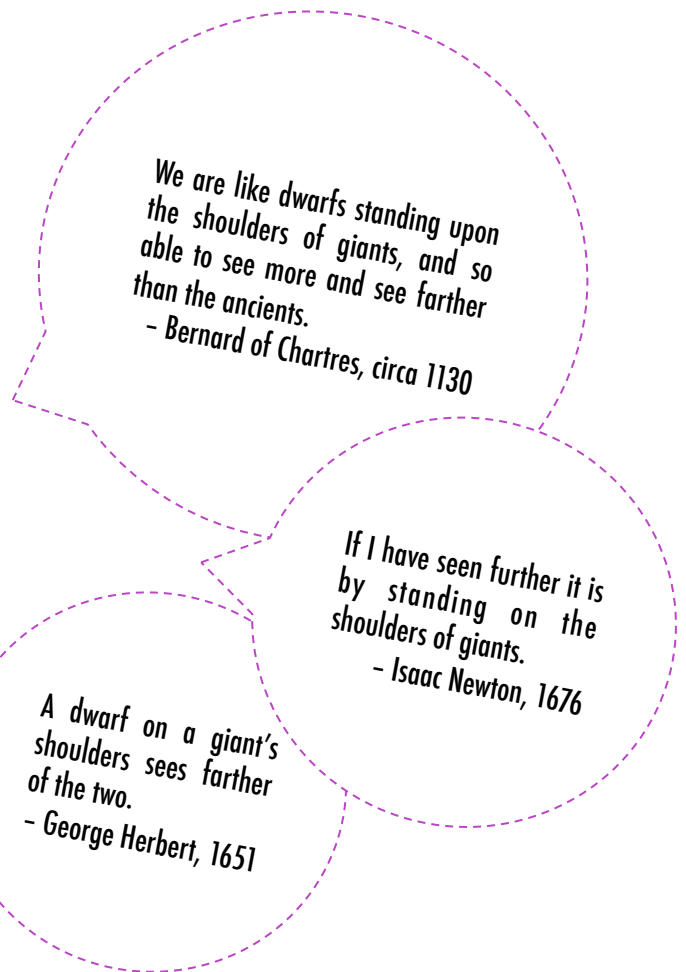 We are like dwarfs standing upon
the shoulders of giants, and so
able to see more and see farther
than the ancients.
– Bernard of Chartres, circa 1130
If I have seen further it is
by standing on the
shoulders of giants.
– Isaac Newton, 1676
A dwarf on a giant’s
shoulders sees farther
of the two.
– George Herbert, 1651